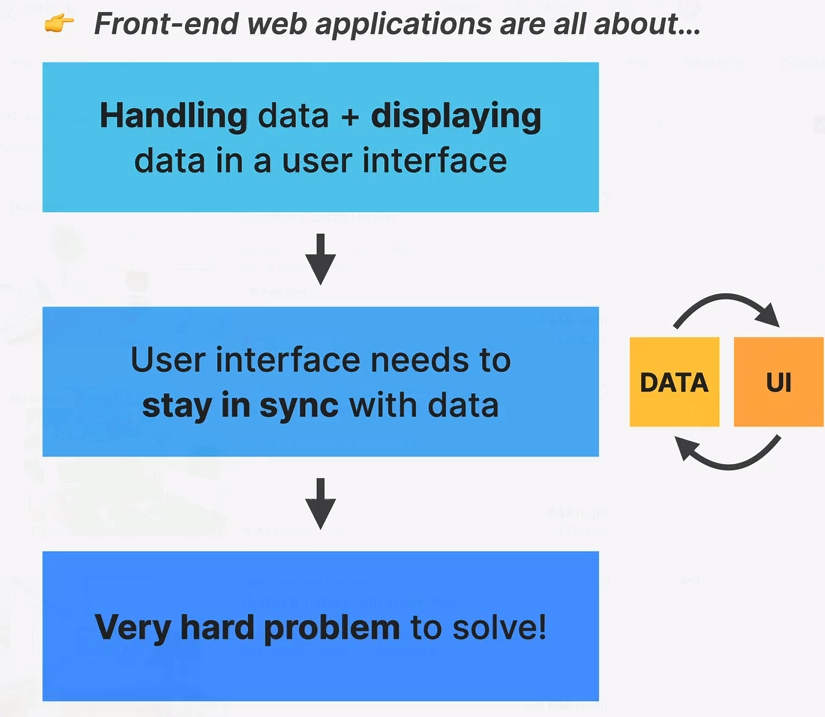 👉 Front-end web applications are all about...
Handling data + displaying
data in a user interface
User interface needs to
stay in sync with data
DATA
UI
Very hard problem to solve!